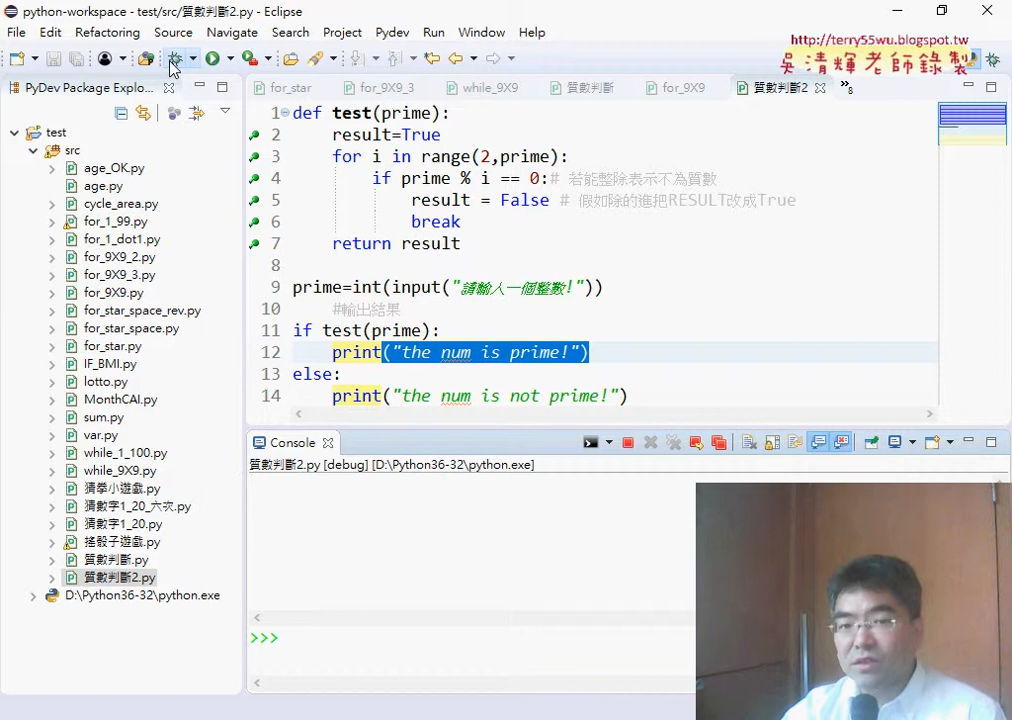 python-workspace - test/src/質數判斷2.py - Eclipse
File Edit Refactoring Source Navigate Search Project Pydev Run Window Help
http://terry55wu.blogspot.tw
吳清輝老師錄製
PyDev Package Explo...
for_star for_9X9_3 while_9X9 質數判斷 for_9X9 質數判斷2 »8
test
src
age_OK.py
age.py
cycle_area.py
for_1_99.py
for_1_dot1.py
for_9X9_2.py
for_9X9_3.py
for_9X9.py
for_star_space_rev.py
for_star_space.py
for_star.py
IF_BMI.py
lotto.py
MonthCAI.py
sum.py
var.py
while_1_100.py
while_9X9.py
猜拳小遊戲.py
猜數字1_20_六次.py
猜數字1_20.py
搖骰子遊戲.py
質數判斷.py
質數判斷2.py
D:\Python36-32\python.exe
1 def test(prime):
2 result=True
3 for i in range(2,prime):
4 if prime % i == 0:# 若能整除表示不為質數
5 result = False # 假如除的進把RESULT改成True
6 break
7 return result
8
9 prime=int(input("請輸入一個整數!"))
10 #輸出結果
11 if test(prime):
12 print("the num is prime!")
13 else:
14 print("the num is not prime!")
Console
質數判斷2.py [debug] [D:\Python36-32\python.exe]
>>>